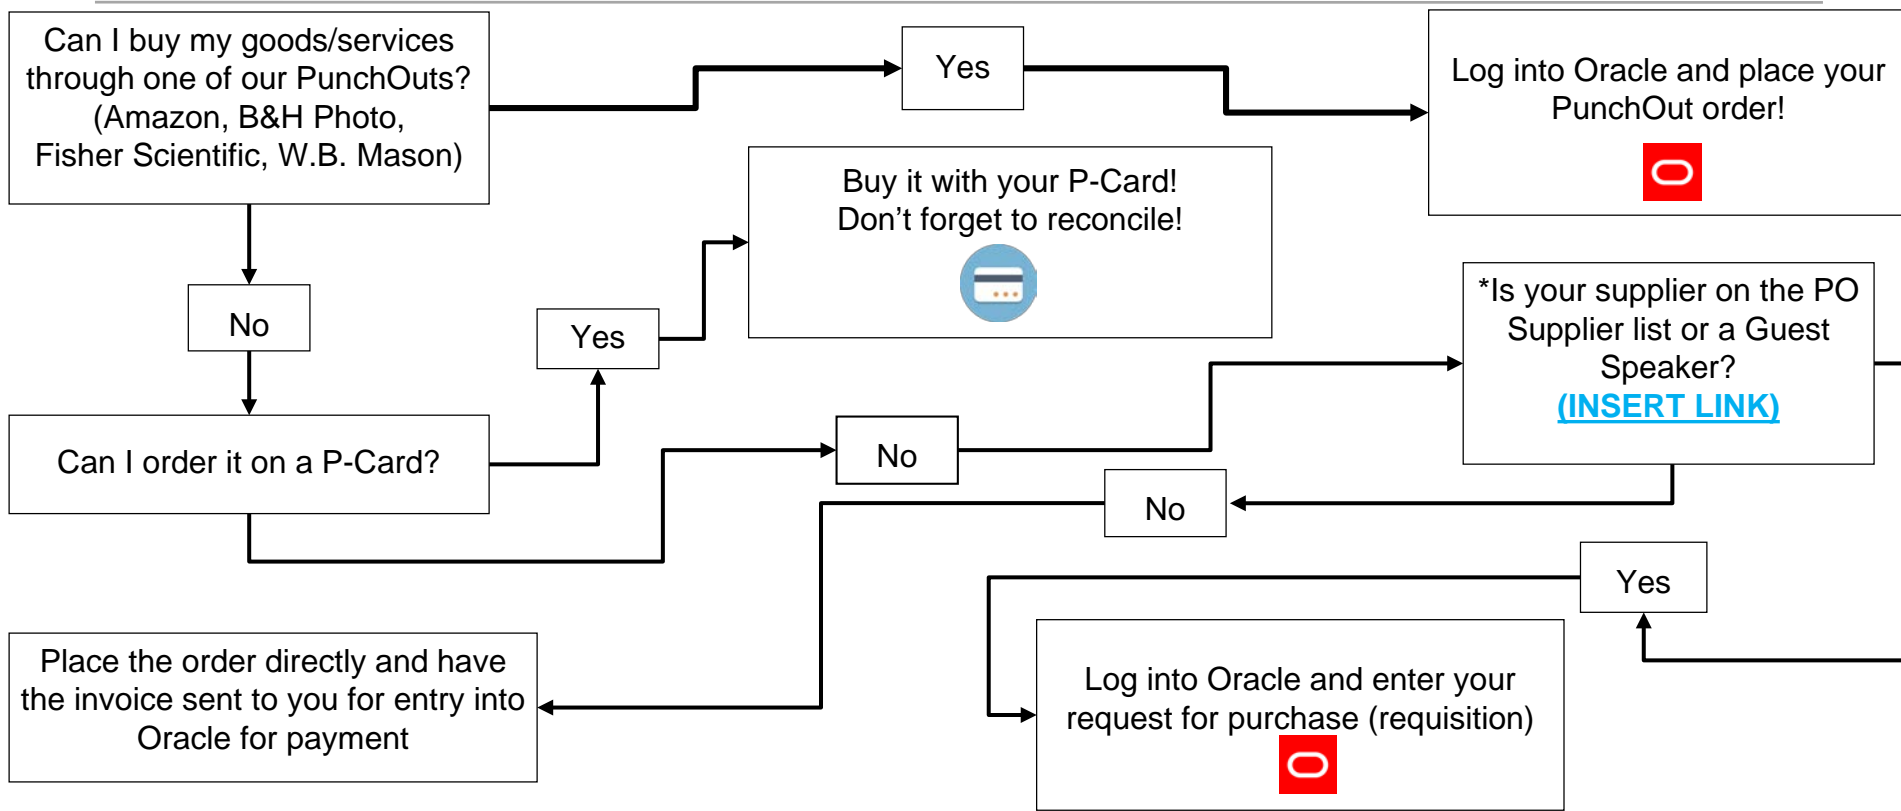 Can I buy my goods/services
through one of our PunchOuts?
(Amazon, B&H Photo,
Fisher Scientific, W.B. Mason)
Yes
Log into Oracle and place your
PunchOut order!
Buy it with your P-Card!
Don’t forget to reconcile!
No
Yes
*Is your supplier on the PO
Supplier list or a Guest
Speaker?
(INSERT LINK)
Can I order it on a P-Card?
No
No
Yes
Place the order directly and have
the invoice sent to you for entry into
Oracle for payment
Log into Oracle and enter your
request for purchase (requisition)